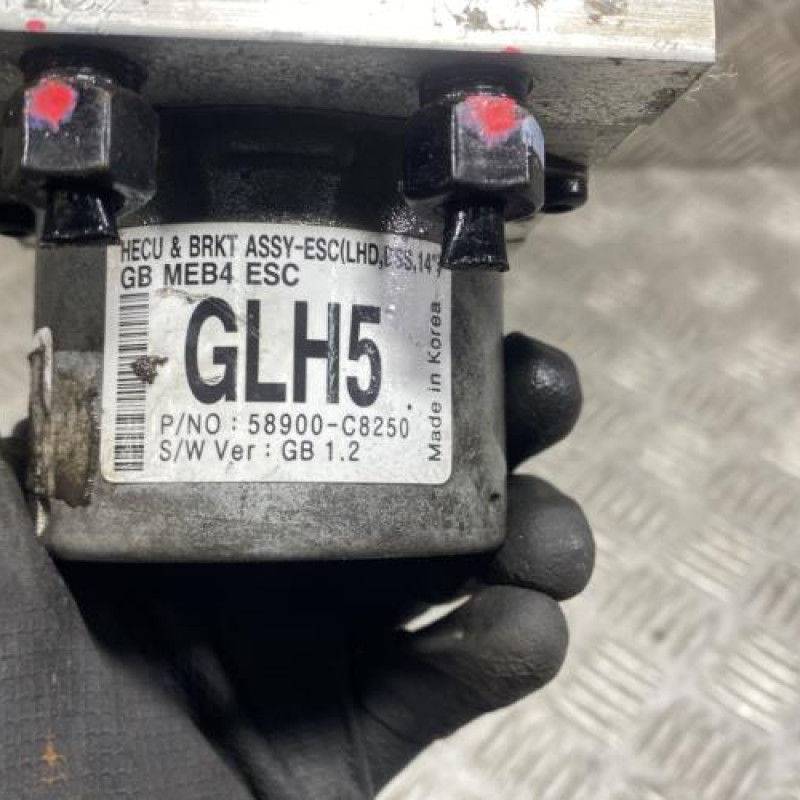 HECU & BRKT ASSY-ESC(LHD, 14"
GB MEB4 ESC
GLH5
P/NO : 58900-C8250
S/W Ver : GB 1.2
Made in Korea